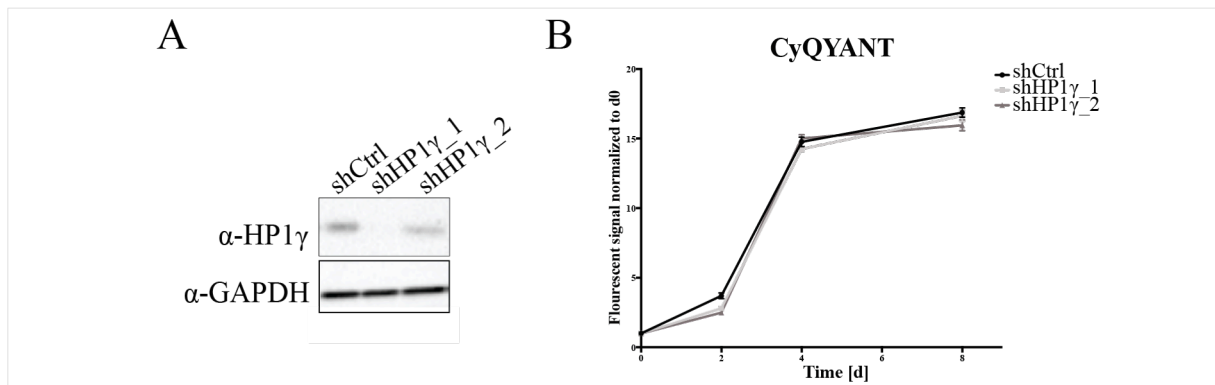 A
shCtrl
shHP1γ_1
shHP1γ_2
α-HP1γ
α-GAPDH
B
CyQYANT
shCtrl
shHP1γ_1
shHP1γ_2
Flourescent signal normalized to d0
20
15
10
5
0
0
2
4
6
8
Time [d]